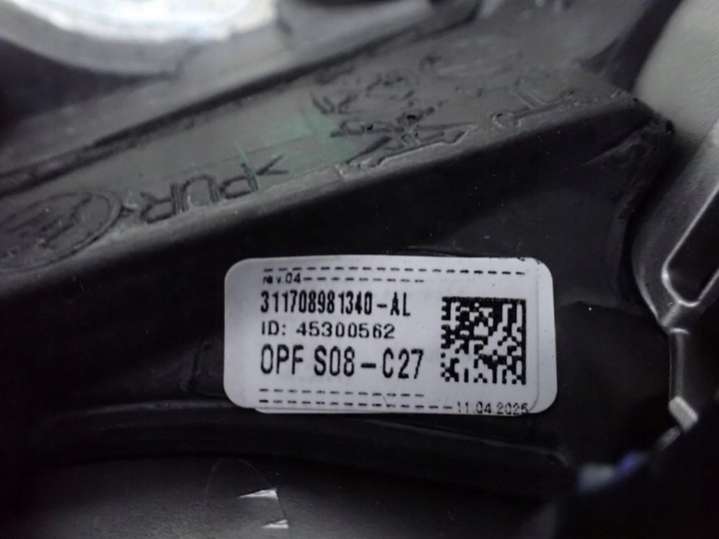 >PUR<
rev.04
311708981340-AL
ID: 45300562
OPF S08-C27
11.04.2025